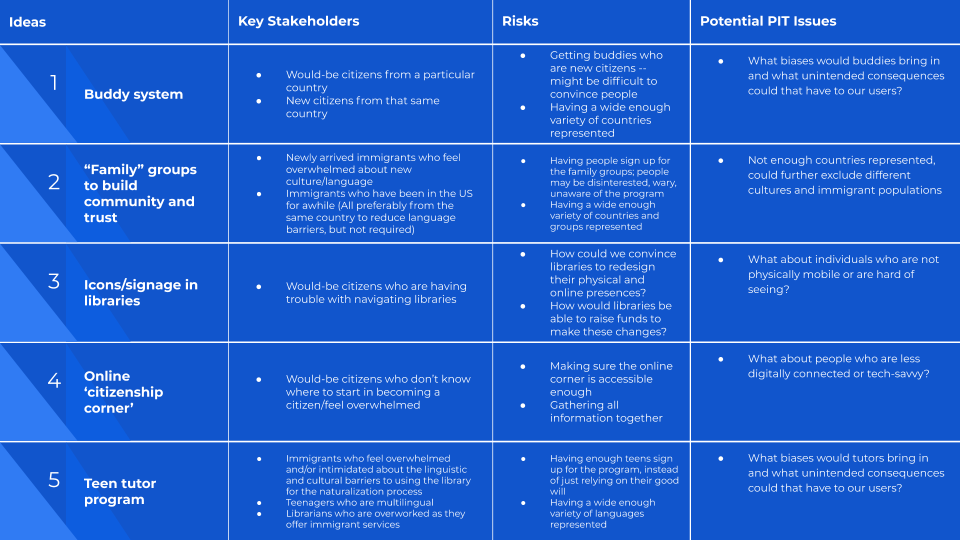 Ideas
Key Stakeholders
Risks
Potential PIT Issues
1
Buddy system
● Would-be citizens from a particular
country
● New citizens from that same
country
● Getting buddies who
are new citizens --
might be difficult to
convince people
● Having a wide enough
variety of countries
represented
● What biases would buddies bring in
and what unintended consequences
could that have to our users?
2
“Family” groups
to build
community and
trust
● Newly arrived immigrants who feel
overwhelmed about new
culture/language
● Immigrants who have been in the US
for awhile (All preferably from the
same country to reduce language
barriers, but not required)
● Having people sign up for
the family groups; people
may be disinterested, wary,
unaware of the program
● Having a wide enough
variety of countries and
groups represented
● Not enough countries represented,
could further exclude different
cultures and immigrant populations
3
Icons/signage in
libraries
● Would-be citizens who are having
trouble with navigating libraries
● How could we convince
libraries to redesign
their physical and
online presences?
● How would libraries be
able to raise funds to
make these changes?
● What about individuals who are not
physically mobile or are hard of
seeing?
4
Online
‘citizenship
corner’
● Would-be citizens who don’t know
where to start in becoming a
citizen/feel overwhelmed
● Making sure the online
corner is accessible
enough
● Gathering all
information together
● What about people who are less
digitally connected or tech-savvy?
5
Teen tutor
program
● Immigrants who feel overwhelmed
and/or intimidated about the linguistic
and cultural barriers to using the library
for the naturalization process
● Teenagers who are multilingual
● Librarians who are overworked as they
offer immigrant services
● Having enough teens sign
up for the program, instead
of just relying on their good
will
● Having a wide enough
variety of languages
represented
● What biases would tutors bring in
and what unintended consequences
could that have to our users?